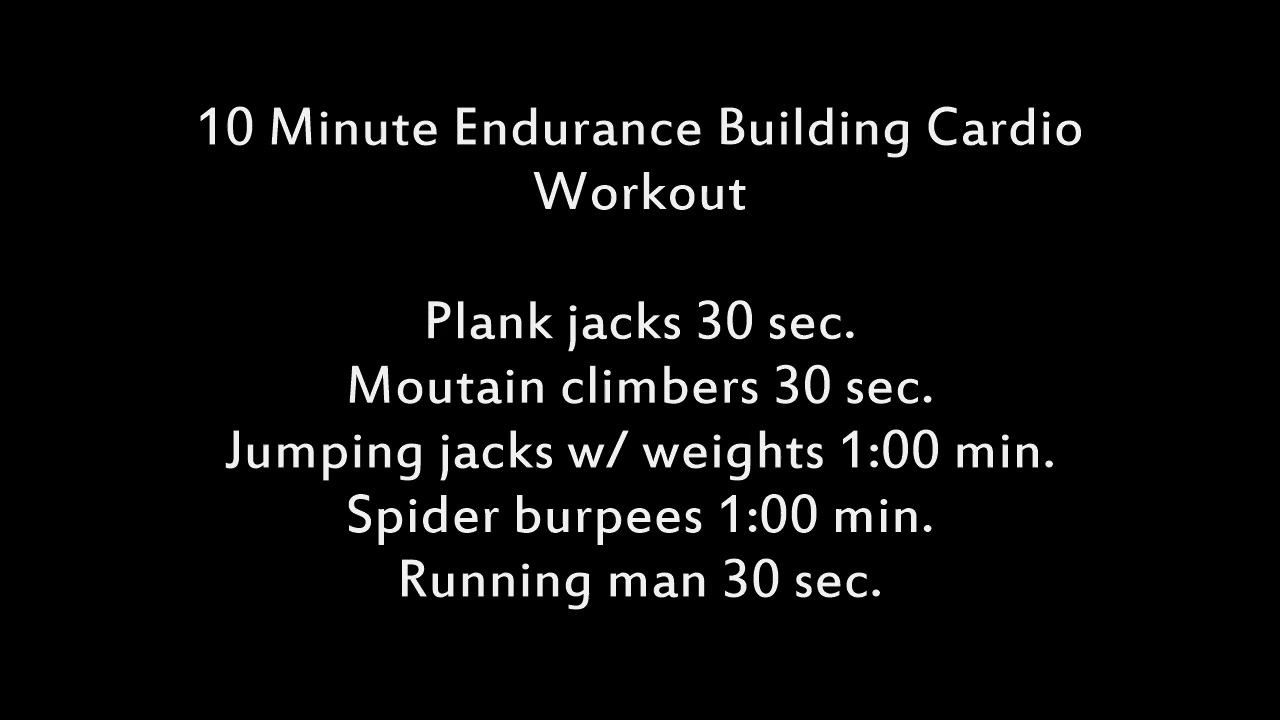 10 Minute Endurance Building Cardio
Workout
Plank jacks 30 sec.
Moutain climbers 30 sec.
Jumping jacks w/ weights 1:00 min.
Spider burpees 1:00 min.
Running man 30 sec.